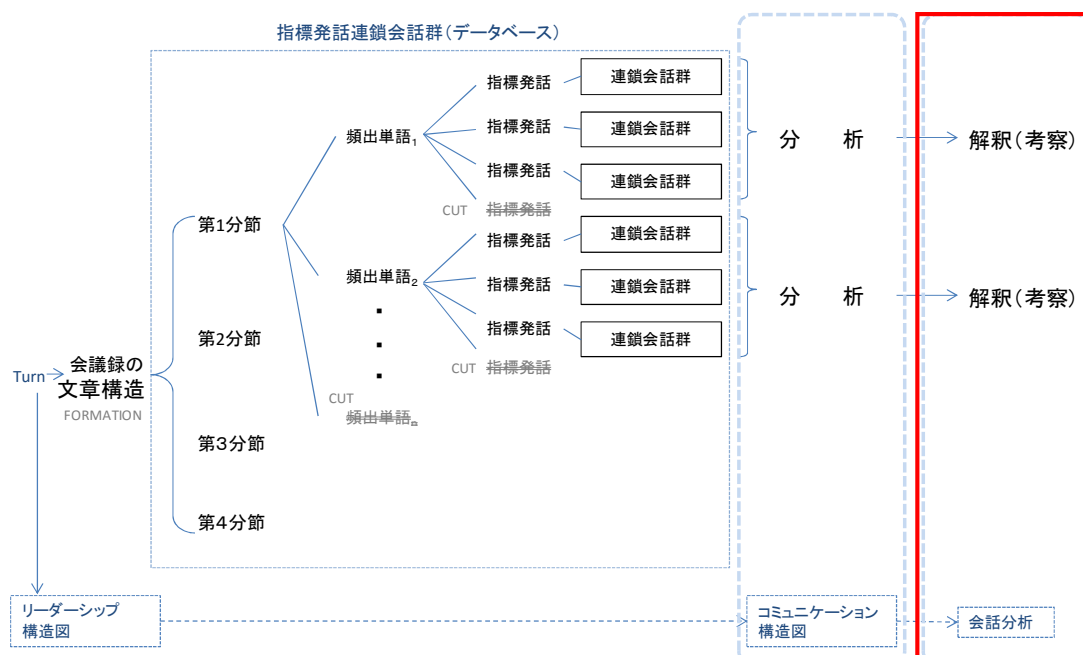 指標発話連鎖会話群(データベース)
Turn
会議録の
文章構造
FORMATION
第1分節
第2分節
第3分節
第4分節
頻出単語1
頻出単語2
CUT
頻出単語n
指標発話
指標発話
指標発話
CUT 指標発話
指標発話
指標発話
指標発話
CUT 指標発話
連鎖会話群
連鎖会話群
連鎖会話群
連鎖会話群
連鎖会話群
連鎖会話群
分 析
解釈(考察)
分 析
解釈(考察)
リーダーシップ
構造図
コミュニケーション
構造図
会話分析